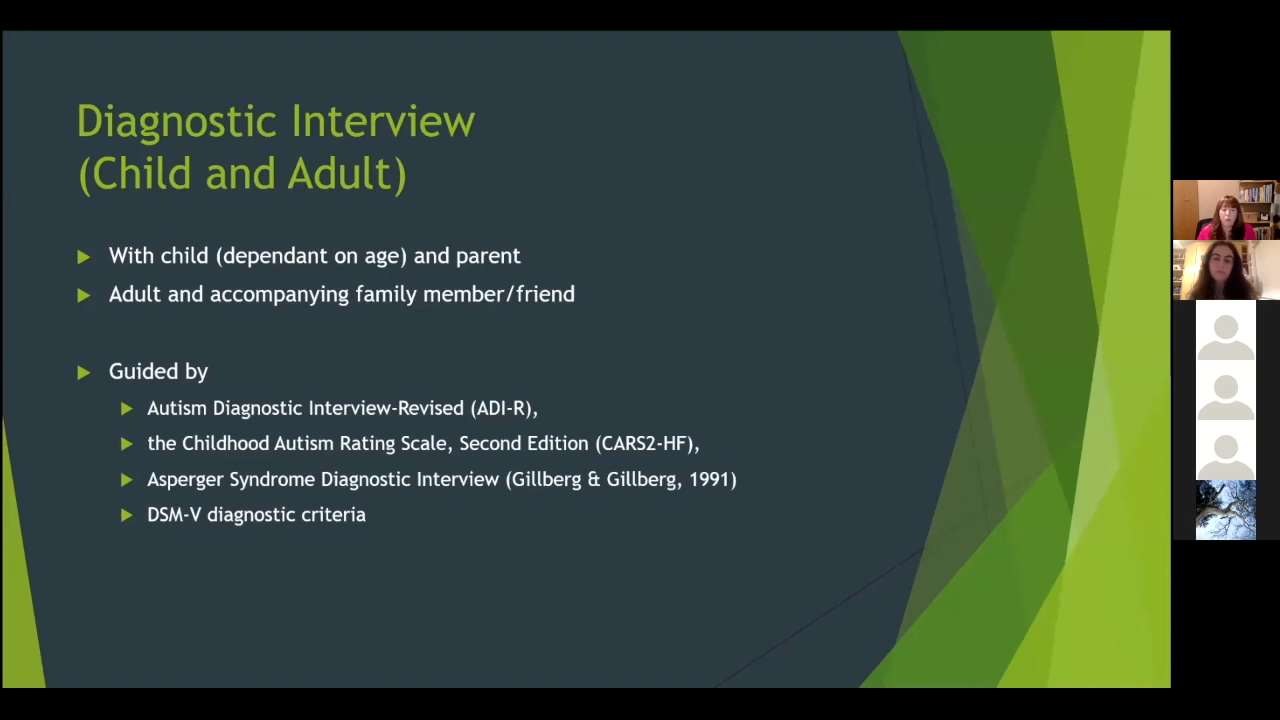 Diagnostic Interview
(Child and Adult)
With child (dependant on age) and parent
Adult and accompanying family member/friend
Guided by
Autism Diagnostic Interview-Revised (ADI-R),
the Childhood Autism Rating Scale, Second Edition (CARS2-HF),
Asperger Syndrome Diagnostic Interview (Gillberg & Gillberg, 1991)
DSM-V diagnostic criteria